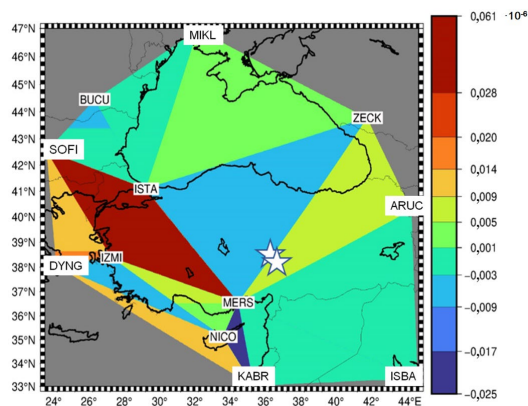 0,061 ·10⁻⁶
47°N
MIKL
46°N
45°N
BUCU
0,028
44°N
ZECK
43°N
0,020
SOFI
42°N
0,014
ISTA
41°N
0,010
ARUC
40°N
0,005
39°N
0,001
DYNG
IZMI
38°N
-0,003
37°N
MERS
36°N
-0,009
35°N
NICO
-0,017
34°N
KABR
ISBA
33°N
-0,025
24°E 26°E 28°E 30°E 32°E 34°E 36°E 38°E 40°E 42°E 44°E